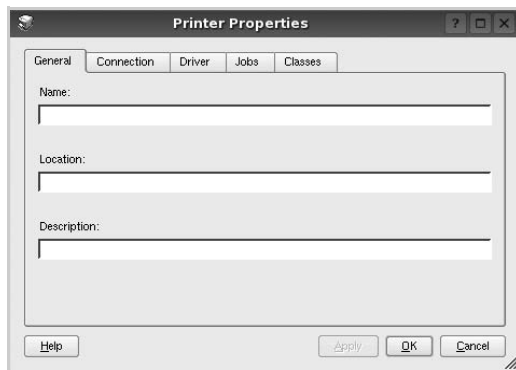 Printer Properties
General Connection Driver Jobs Classes
Name:
Location:
Description:
Help Apply OK Cancel